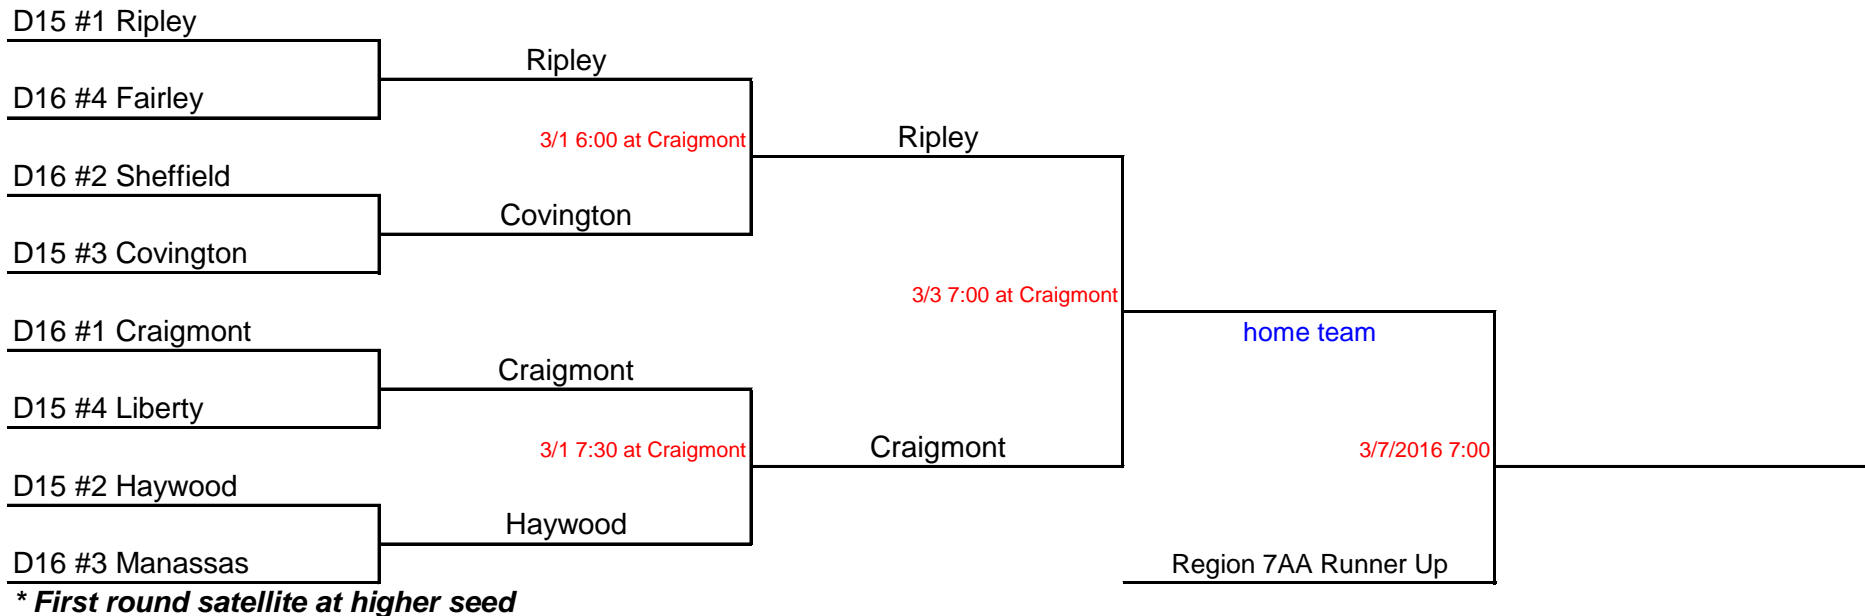 D15 #1 Ripley
Ripley
D16 #4 Fairley
3/1 6:00 at Craigmont
Ripley
D16 #2 Sheffield
Covington
D15 #3 Covington
3/3 7:00 at Craigmont
D16 #1 Craigmont
home team
Craigmont
D15 #4 Liberty
3/1 7:30 at Craigmont
Craigmont
3/7/2016 7:00
D15 #2 Haywood
Haywood
D16 #3 Manassas
Region 7AA Runner Up
* First round satellite at higher seed